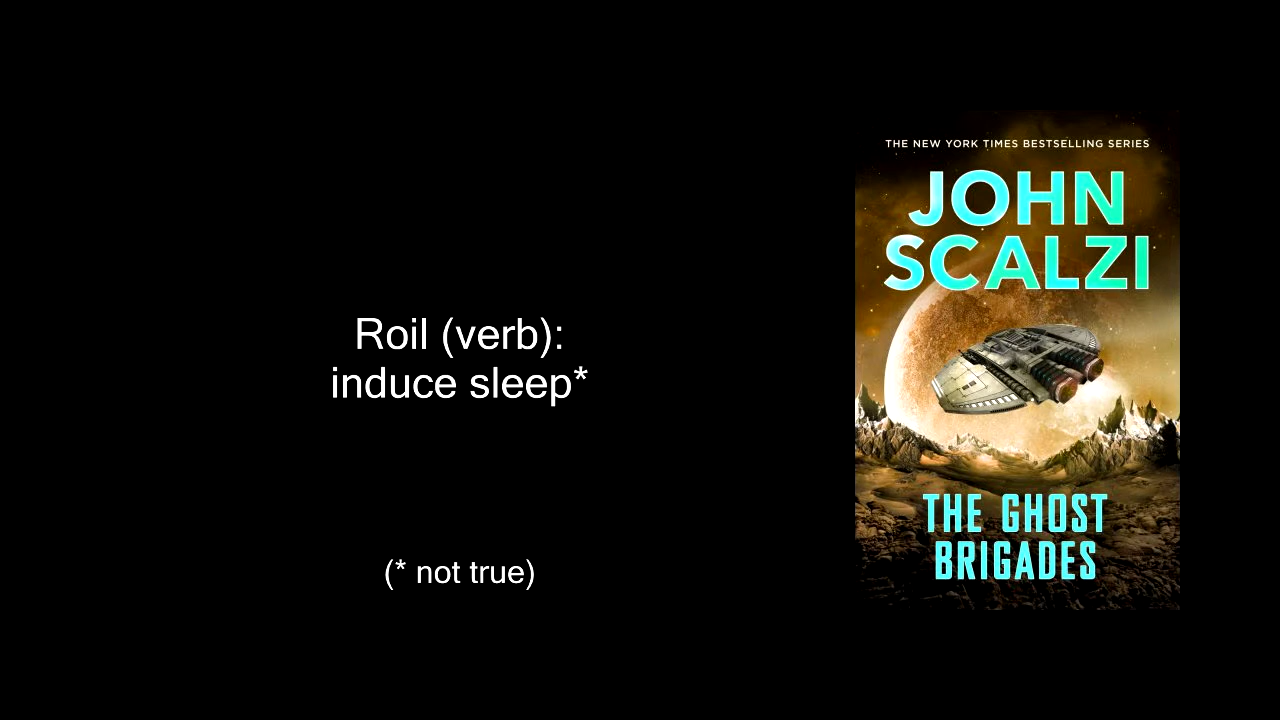 Roil (verb):
induce sleep*
(* not true)
THE NEW YORK TIMES BESTSELLING SERIES
JOHN
SCALZI
THE GHOST
BRIGADES